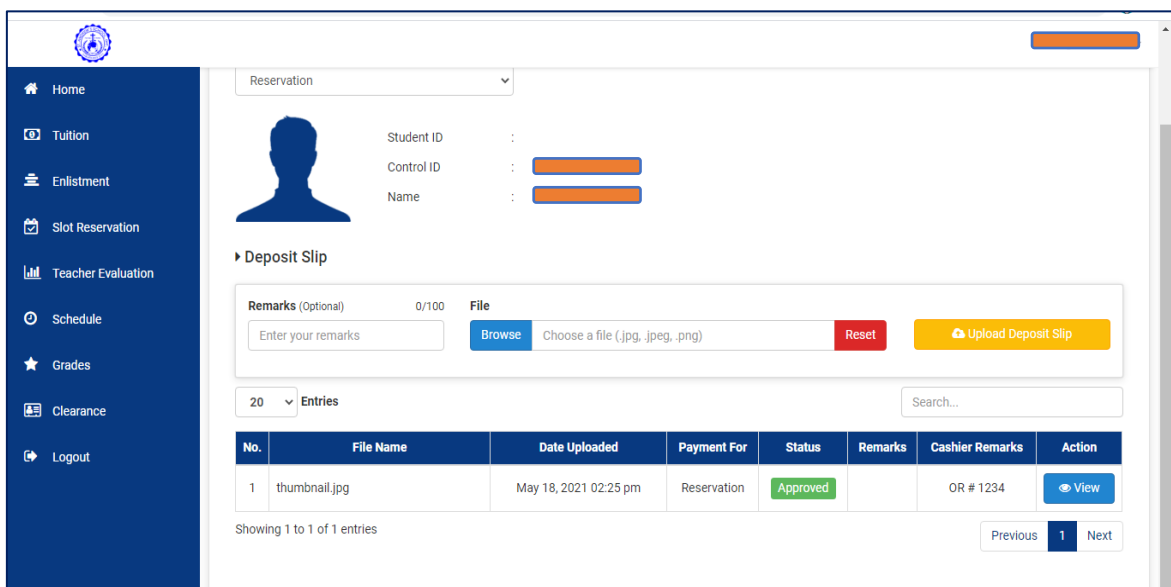 Home
Tuition
Enlistment
Slot Reservation
Teacher Evaluation
Schedule
Grades
Clearance
Logout
Reservation
Student ID :
Control ID :
Name :
Deposit Slip
Remarks (Optional) 0/100 File
Enter your remarks Browse Choose a file (.jpg, .jpeg, .png) Reset Upload Deposit Slip
20 Entries Search...
No. File Name Date Uploaded Payment For Status Remarks Cashier Remarks Action
1 thumbnail.jpg May 18, 2021 02:25 pm Reservation Approved OR # 1234 View
Showing 1 to 1 of 1 entries
Previous 1 Next